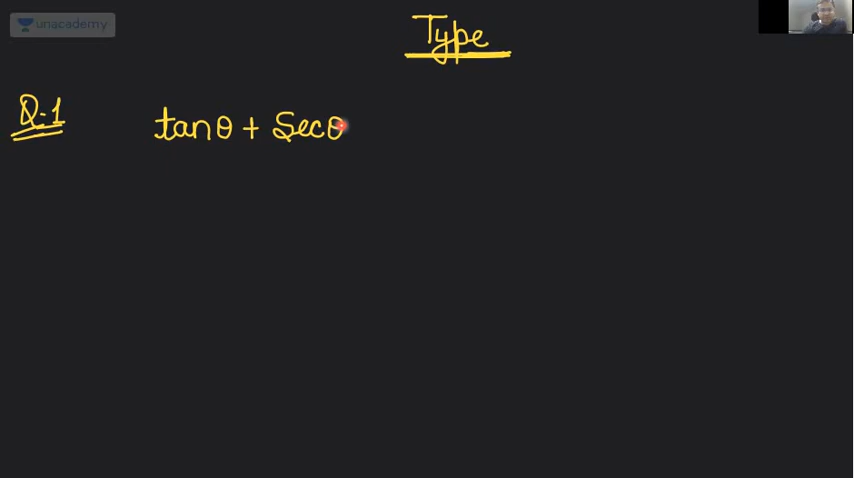 unacademy
Type
Q.1 tanθ + Secθ